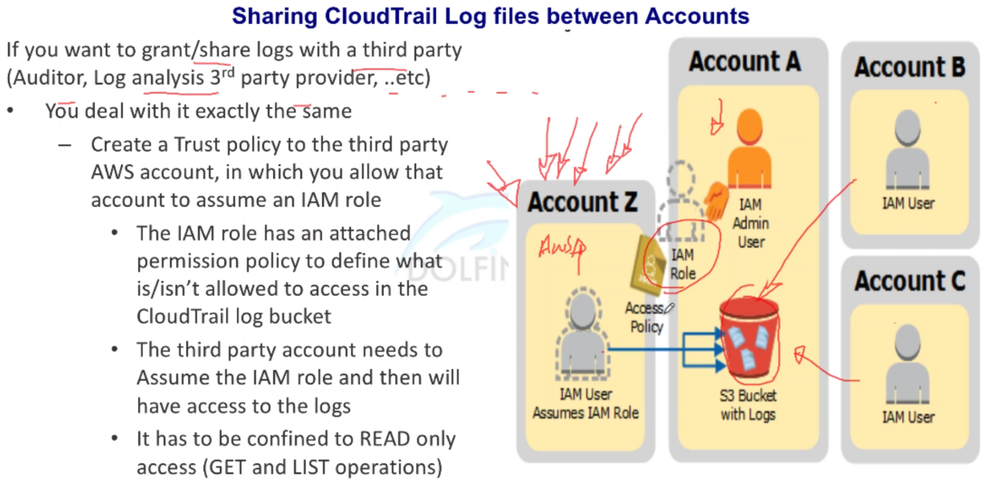 Sharing CloudTrail Log files between Accounts
If you want to grant/share logs with a third party
(Auditor, Log analysis 3rd party provider, ..etc)
• You deal with it exactly the same
– Create a Trust policy to the third party
AWS account, in which you allow that
account to assume an IAM role
• The IAM role has an attached
permission policy to define what
is/isn't allowed to access in the
CloudTrail log bucket
• The third party account needs to
Assume the IAM role and then will
have access to the logs
• It has to be confined to READ only
access (GET and LIST operations)
DOLFIN
Account Z
AWS
Access
Policy
IAM User
Assumes IAM Role
Account A
IAM
Admin
User
IAM
Role
S3 Bucket
with Logs
Account B
IAM User
Account C
IAM User